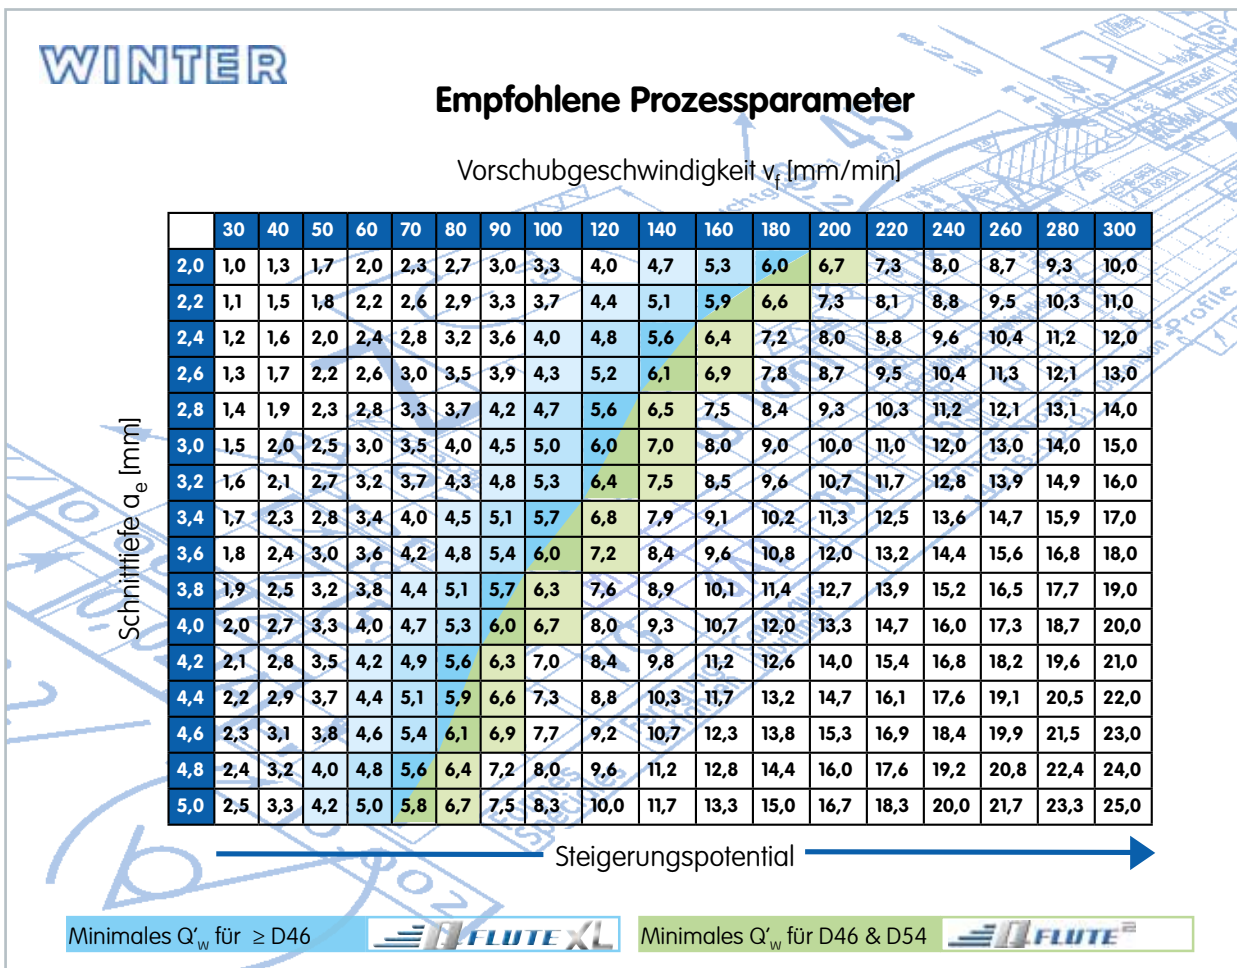 WINTER
Empfohlene Prozessparameter
Vorschubgeschwindigkeit vf [mm/min]
30 40 50 60 70 80 90 100 120 140 160 180 200 220 240 260 280 300
2,0 1,0 1,3 1,7 2,0 2,3 2,7 3,0 3,3 4,0 4,7 5,3 6,0 6,7 7,3 8,0 8,7 9,3 10,0
2,2 1,1 1,5 1,8 2,2 2,6 2,9 3,3 3,7 4,4 5,1 5,9 6,6 7,3 8,1 8,8 9,5 10,3 11,0
2,4 1,2 1,6 2,0 2,4 2,8 3,2 3,6 4,0 4,8 5,6 6,4 7,2 8,0 8,8 9,6 10,4 11,2 12,0
2,6 1,3 1,7 2,2 2,6 3,0 3,5 3,9 4,3 5,2 6,1 6,9 7,8 8,7 9,5 10,4 11,3 12,1 13,0
2,8 1,4 1,9 2,3 2,8 3,3 3,7 4,2 4,7 5,6 6,5 7,5 8,4 9,3 10,3 11,2 12,1 13,1 14,0
3,0 1,5 2,0 2,5 3,0 3,5 4,0 4,5 5,0 6,0 7,0 8,0 9,0 10,0 11,0 12,0 13,0 14,0 15,0
3,2 1,6 2,1 2,7 3,2 3,7 4,3 4,8 5,3 6,4 7,5 8,5 9,6 10,7 11,7 12,8 13,9 14,9 16,0
3,4 1,7 2,3 2,8 3,4 4,0 4,5 5,1 5,7 6,8 7,9 9,1 10,2 11,3 12,5 13,6 14,7 15,9 17,0
3,6 1,8 2,4 3,0 3,6 4,2 4,8 5,4 6,0 7,2 8,4 9,6 10,8 12,0 13,2 14,4 15,6 16,8 18,0
3,8 1,9 2,5 3,2 3,8 4,4 5,1 5,7 6,3 7,6 8,9 10,1 11,4 12,7 13,9 15,2 16,5 17,7 19,0
4,0 2,0 2,7 3,3 4,0 4,7 5,3 6,0 6,7 8,0 9,3 10,7 12,0 13,3 14,7 16,0 17,3 18,7 20,0
4,2 2,1 2,8 3,5 4,2 4,9 5,6 6,3 7,0 8,4 9,8 11,2 12,6 14,0 15,4 16,8 18,2 19,6 21,0
4,4 2,2 2,9 3,7 4,4 5,1 5,9 6,6 7,3 8,8 10,3 11,7 13,2 14,7 16,1 17,6 19,1 20,5 22,0
4,6 2,3 3,1 3,8 4,6 5,4 6,1 6,9 7,7 9,2 10,7 12,3 13,8 15,3 16,9 18,4 19,9 21,5 23,0
4,8 2,4 3,2 4,0 4,8 5,6 6,4 7,2 8,0 9,6 11,2 12,8 14,4 16,0 17,6 19,2 20,8 22,4 24,0
5,0 2,5 3,3 4,2 5,0 5,8 6,7 7,5 8,3 10,0 11,7 13,3 15,0 16,7 18,3 20,0 21,7 23,3 25,0
Schnitttiefe ae [mm]
Steigerungspotential
Minimales Q'w für ≥ D46 FLUTE XL
Minimales Q'w für D46 & D54 FLUTE²